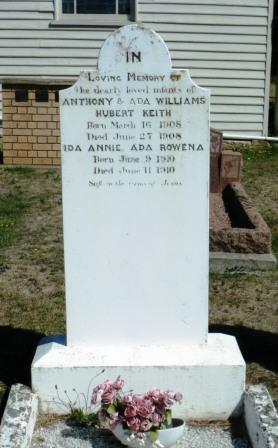 IN
LOVING MEMORY OF
The dearly loved infants of
ANTHONY & ADA WILLIAMS
HUBERT KEITH
Born March 16 1908
Died June 27 1908
IDA ANNIE ADA ROWENA
Born June 9 1910
Died June 11 1910
Safe in the arms of Jesus